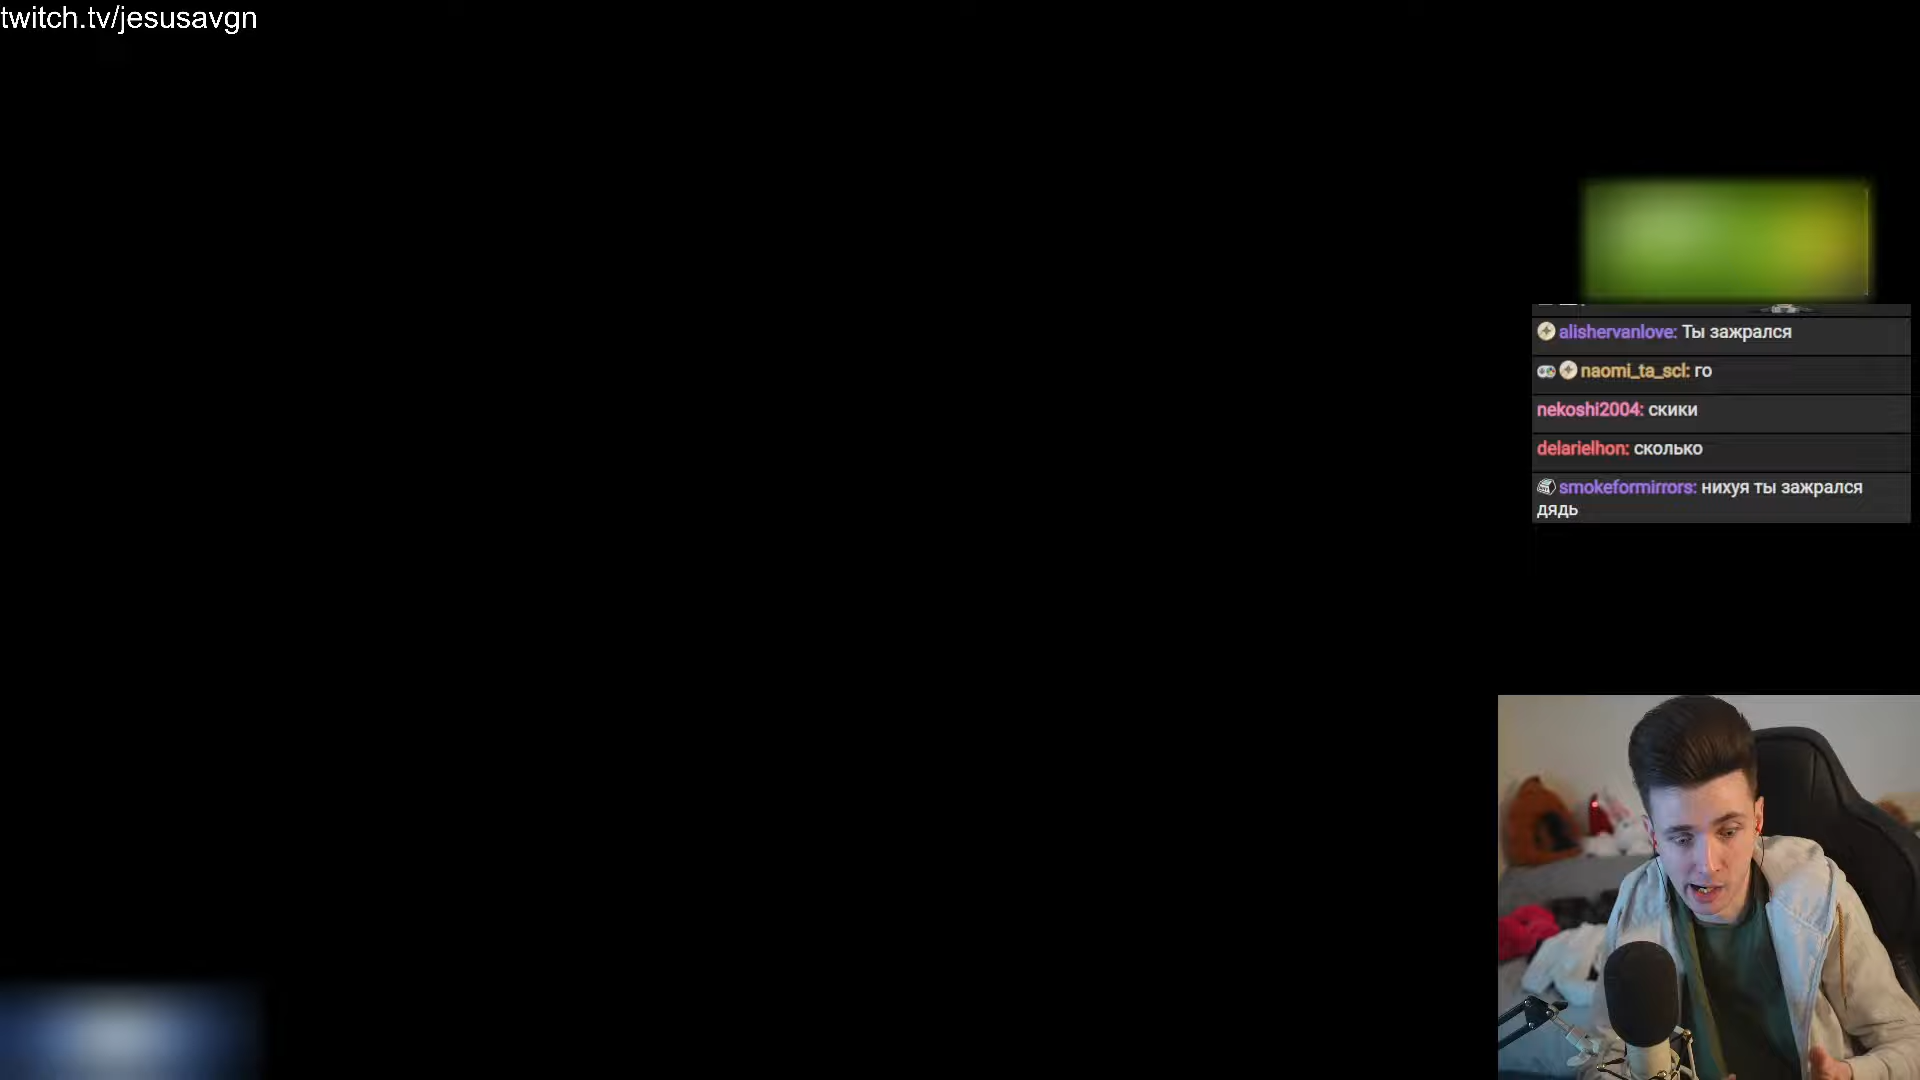 twitch.tv/jesusavgn
alishervanlove: Ты зажрался
naomi_ta_scl: го
nekoshi2004: скики
delarielhon: сколько
smokeformirrors: нихуя ты зажрался
дядь